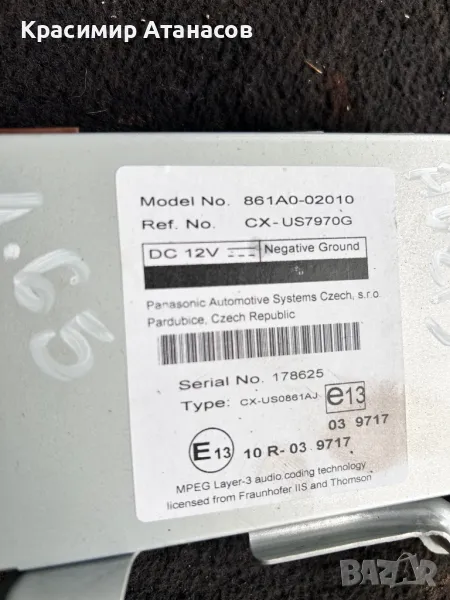 Красимир Атанасов
Model No. 861A0-02010
Ref. No. CX-US7970G
DC 12V Negative Ground
Panasonic Automotive Systems Czech, s.r.o
Pardubice, Czech Republic
Serial No. 178625
Type: CX-US0861AJ e13
03 9717
E13 10 R-03 9717
MPEG Layer-3 audio coding technology
licensed from Fraunhofer IIS and Thomson
BAZAR